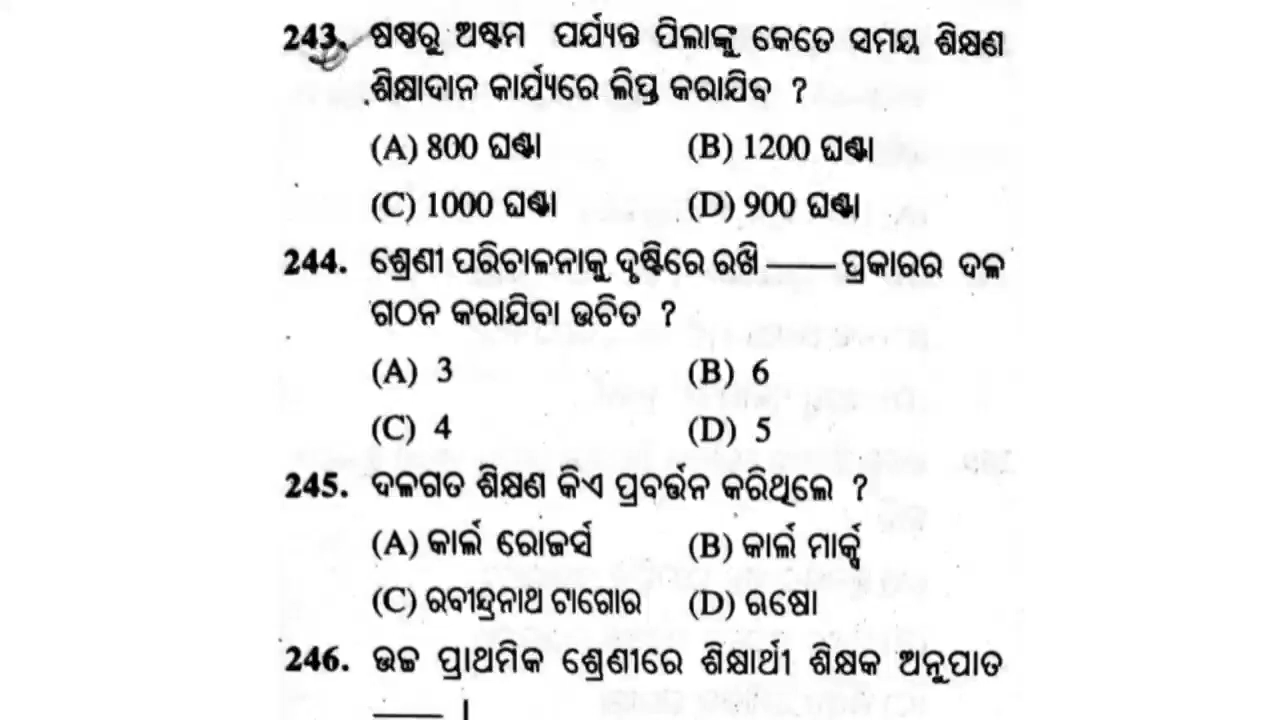 243. ଷଷ୍ଠରୁ ଅଷ୍ଟମ ପର୍ଯ୍ୟନ୍ତ ପିଲାଙ୍କୁ କେତେ ସମୟ ଶିକ୍ଷଣ
ଶିକ୍ଷାଦାନ କାର୍ଯ୍ୟରେ ଲିପ୍ତ କରାଯିବ ?
(A) 800 ଘଣ୍ଟା (B) 1200 ଘଣ୍ଟା
(C) 1000 ଘଣ୍ଟା (D) 900 ଘଣ୍ଟା
244. ଶ୍ରେଣୀ ପରିଚାଳନାକୁ ଦୃଷ୍ଟିରେ ରଖି —— ପ୍ରକାରର ଦଳ
ଗଠନ କରାଯିବା ଉଚିତ ?
(A) 3 (B) 6
(C) 4 (D) 5
245. ଦଳଗତ ଶିକ୍ଷଣ କିଏ ପ୍ରବର୍ତ୍ତନ କରିଥିଲେ ?
(A) କାର୍ଲ ରୋଜର୍ସ (B) କାର୍ଲ ମାର୍କ୍ସ
(C) ରବୀନ୍ଦ୍ରନାଥ ଟାଗୋର (D) ଋଷୋ
246. ଉଚ୍ଚ ପ୍ରାଥମିକ ଶ୍ରେଣୀରେ ଶିକ୍ଷାର୍ଥୀ ଶିକ୍ଷକ ଅନୁପାତ
—— ।